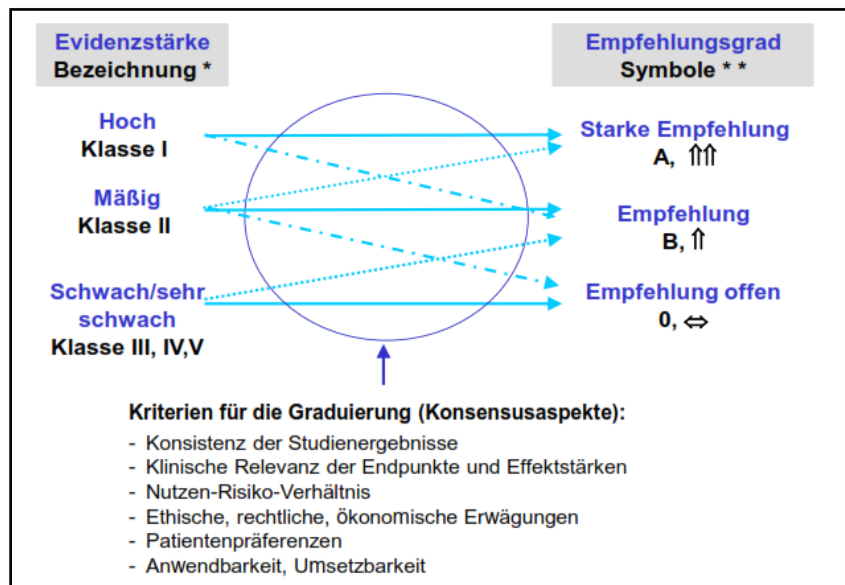 Evidenzstärke
Bezeichnung *
Empfehlungsgrad
Symbole * *
Hoch
Klasse I
Starke Empfehlung
A, ⇑⇑
Mäßig
Klasse II
Empfehlung
B, ⇑
Schwach/sehr
schwach
Klasse III, IV,V
Empfehlung offen
0, ⇔
Kriterien für die Graduierung (Konsensusaspekte):
- Konsistenz der Studienergebnisse
- Klinische Relevanz der Endpunkte und Effektstärken
- Nutzen-Risiko-Verhältnis
- Ethische, rechtliche, ökonomische Erwägungen
- Patientenpräferenzen
- Anwendbarkeit, Umsetzbarkeit